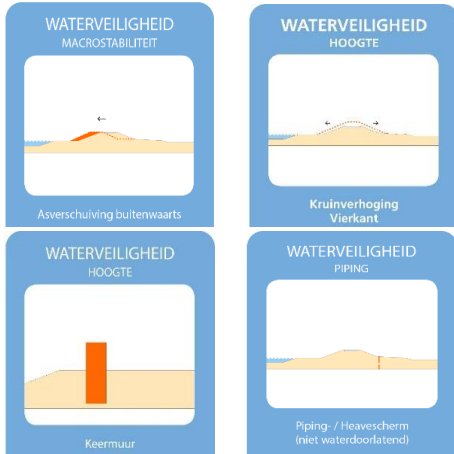 WATERVEILIGHEID
MACROSTABILITEIT
Asverschuiving buitenwaarts
WATERVEILIGHEID
HOOGTE
Kruinverhoging
Vierkant
WATERVEILIGHEID
HOOGTE
Keermuur
WATERVEILIGHEID
PIPING
Piping- / Heavescherm
(niet waterdoorlatend)